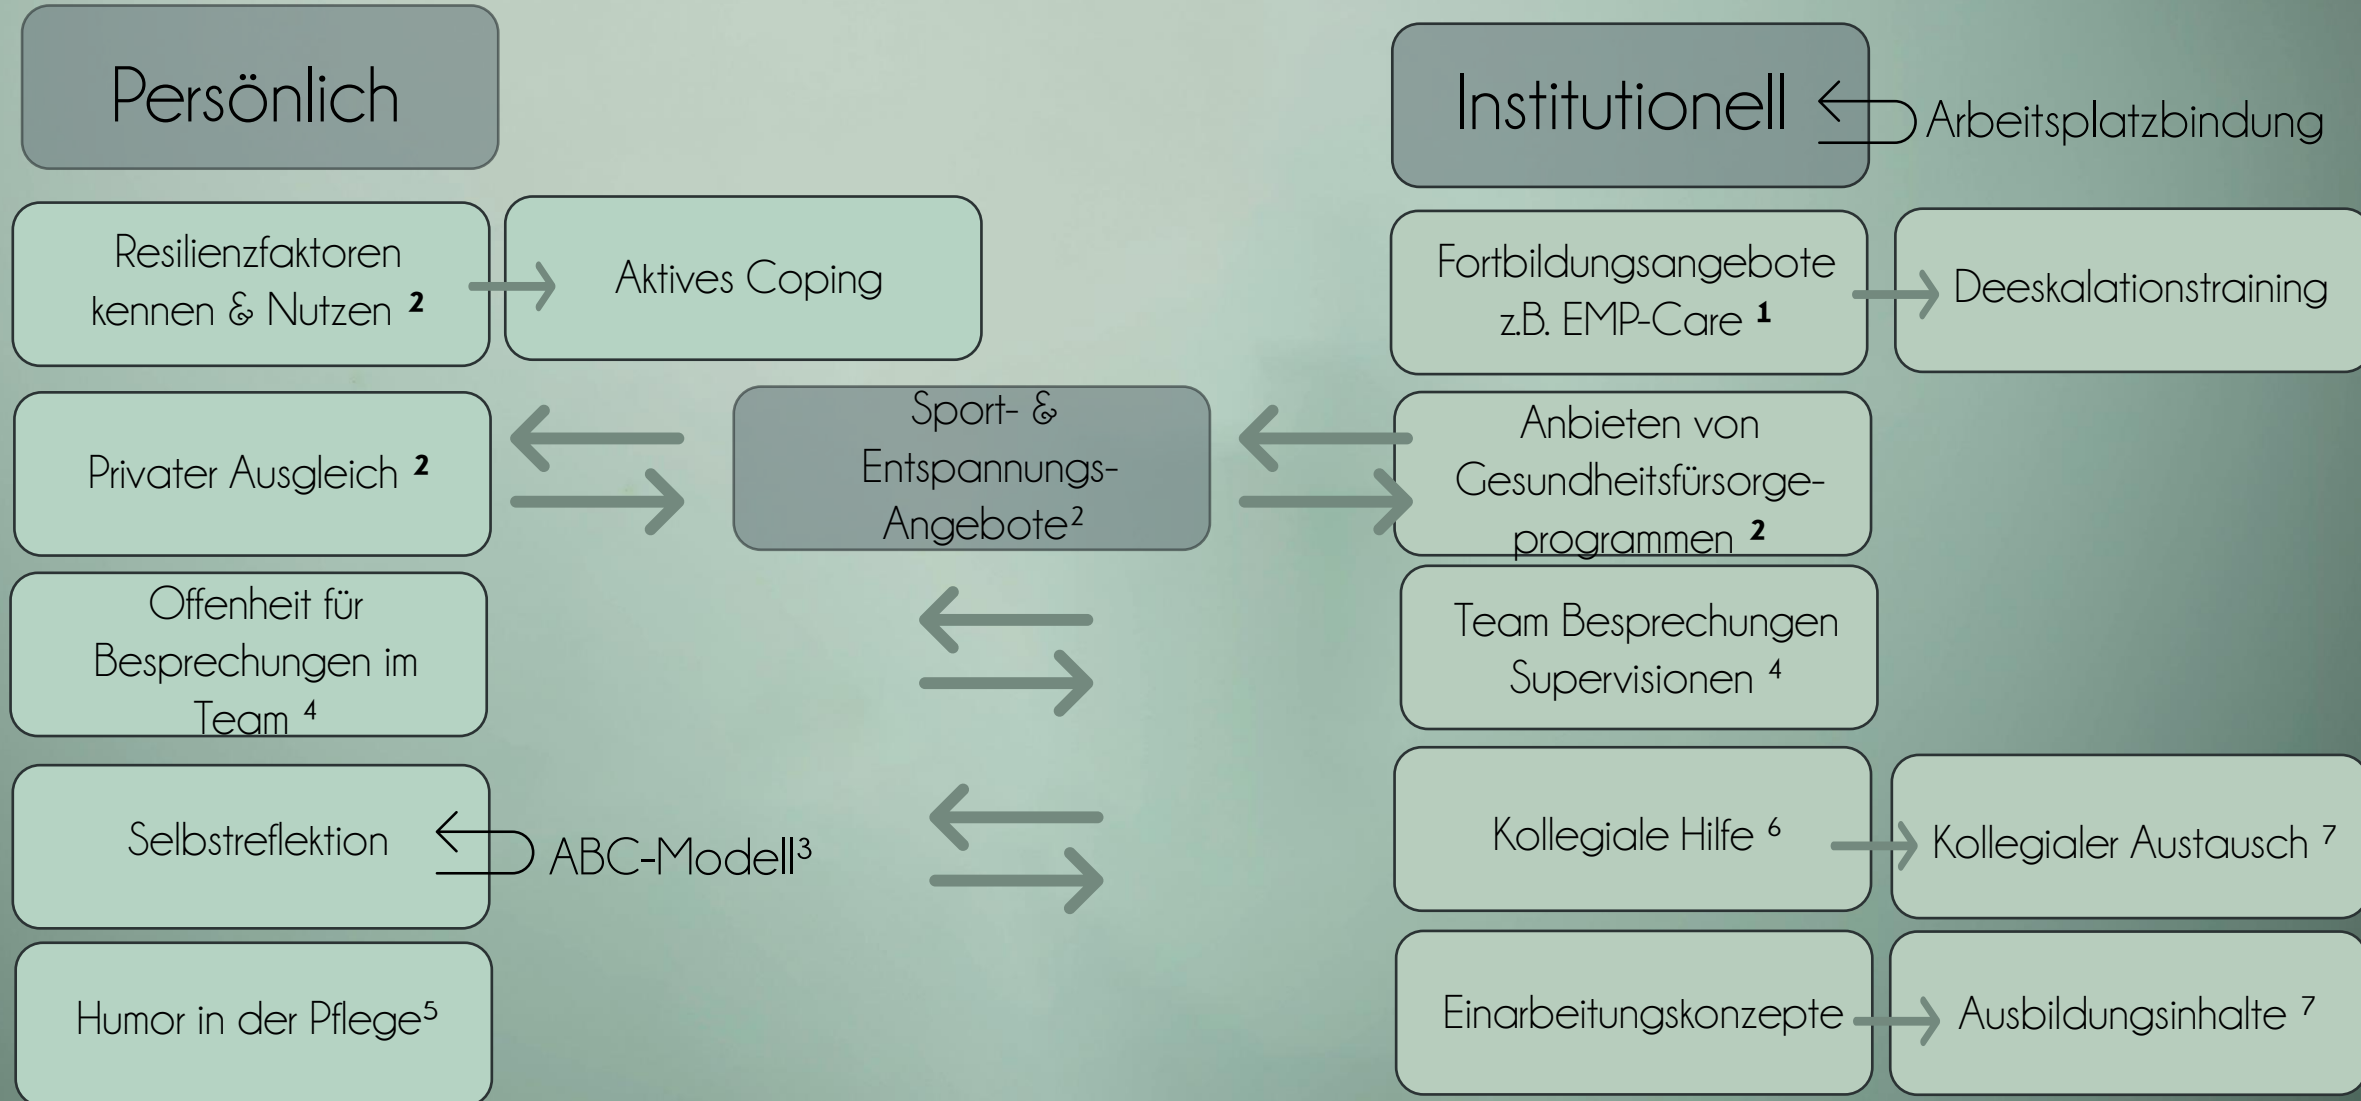 Persönlich
Resilienzfaktoren
kennen & Nutzen ²
Aktives Coping
Privater Ausgleich ²
Offenheit für
Besprechungen im
Team ⁴
Selbstreflektion
ABC-Modell³
Humor in der Pflege⁵
Sport- &
Entspannungs-
Angebote²
Institutionell
Arbeitsplatzbindung
Fortbildungsangebote
z.B. EMP-Care ¹
Deeskalationstraining
Anbieten von
Gesundheitsfürsorge-
programmen ²
Team Besprechungen
Supervisionen ⁴
Kollegiale Hilfe ⁶
Kollegialer Austausch ⁷
Einarbeitungskonzepte
Ausbildungsinhalte ⁷